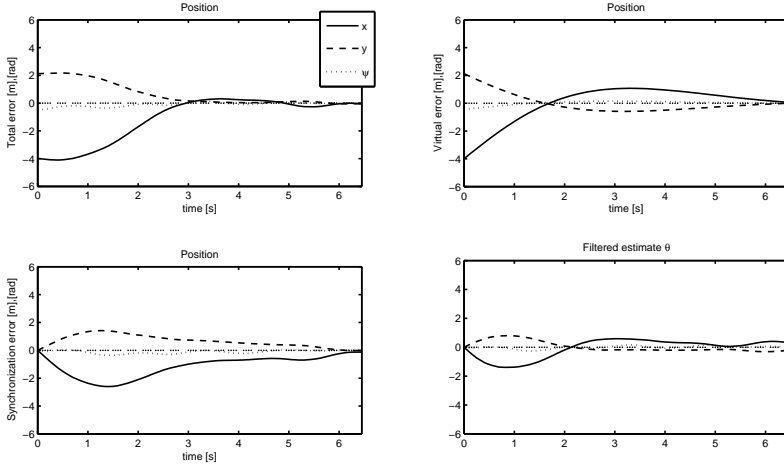 Position
Total error [m],[rad]
6
4
2
0
−2
−4
−6
0 1 2 3 4 5 6
time [s]
x
y
ψ
Position
Virtual error [m],[rad]
6
4
2
0
−2
−4
−6
0 1 2 3 4 5 6
time [s]
Position
Synchronization error [m],[rad]
6
4
2
0
−2
−4
−6
0 1 2 3 4 5 6
time [s]
Filtered estimate θ
6
4
2
0
−2
−4
−6
0 1 2 3 4 5 6
time [s]